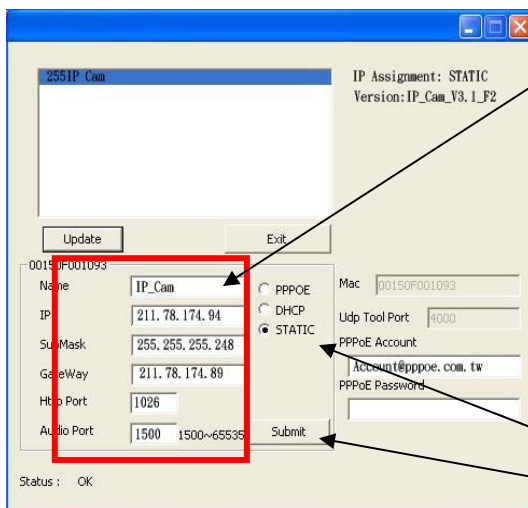 255IP Cam
IP Assignment: STATIC
Version:IP_Cam_V3.1_F2
Update
Exit
00150F001093
Name
IP_Cam
IP
211.78.174.94
SubMask
255.255.255.248
GateWay
211.78.174.89
Http Port
1026
Audio Port
1500
1500~65535
PPPOE
DHCP
STATIC
Submit
Mac
00150F001093
Udp Tool Port
4000
PPPoE Account
Account@pppoe.com.tw
PPPoE Password
Status : OK